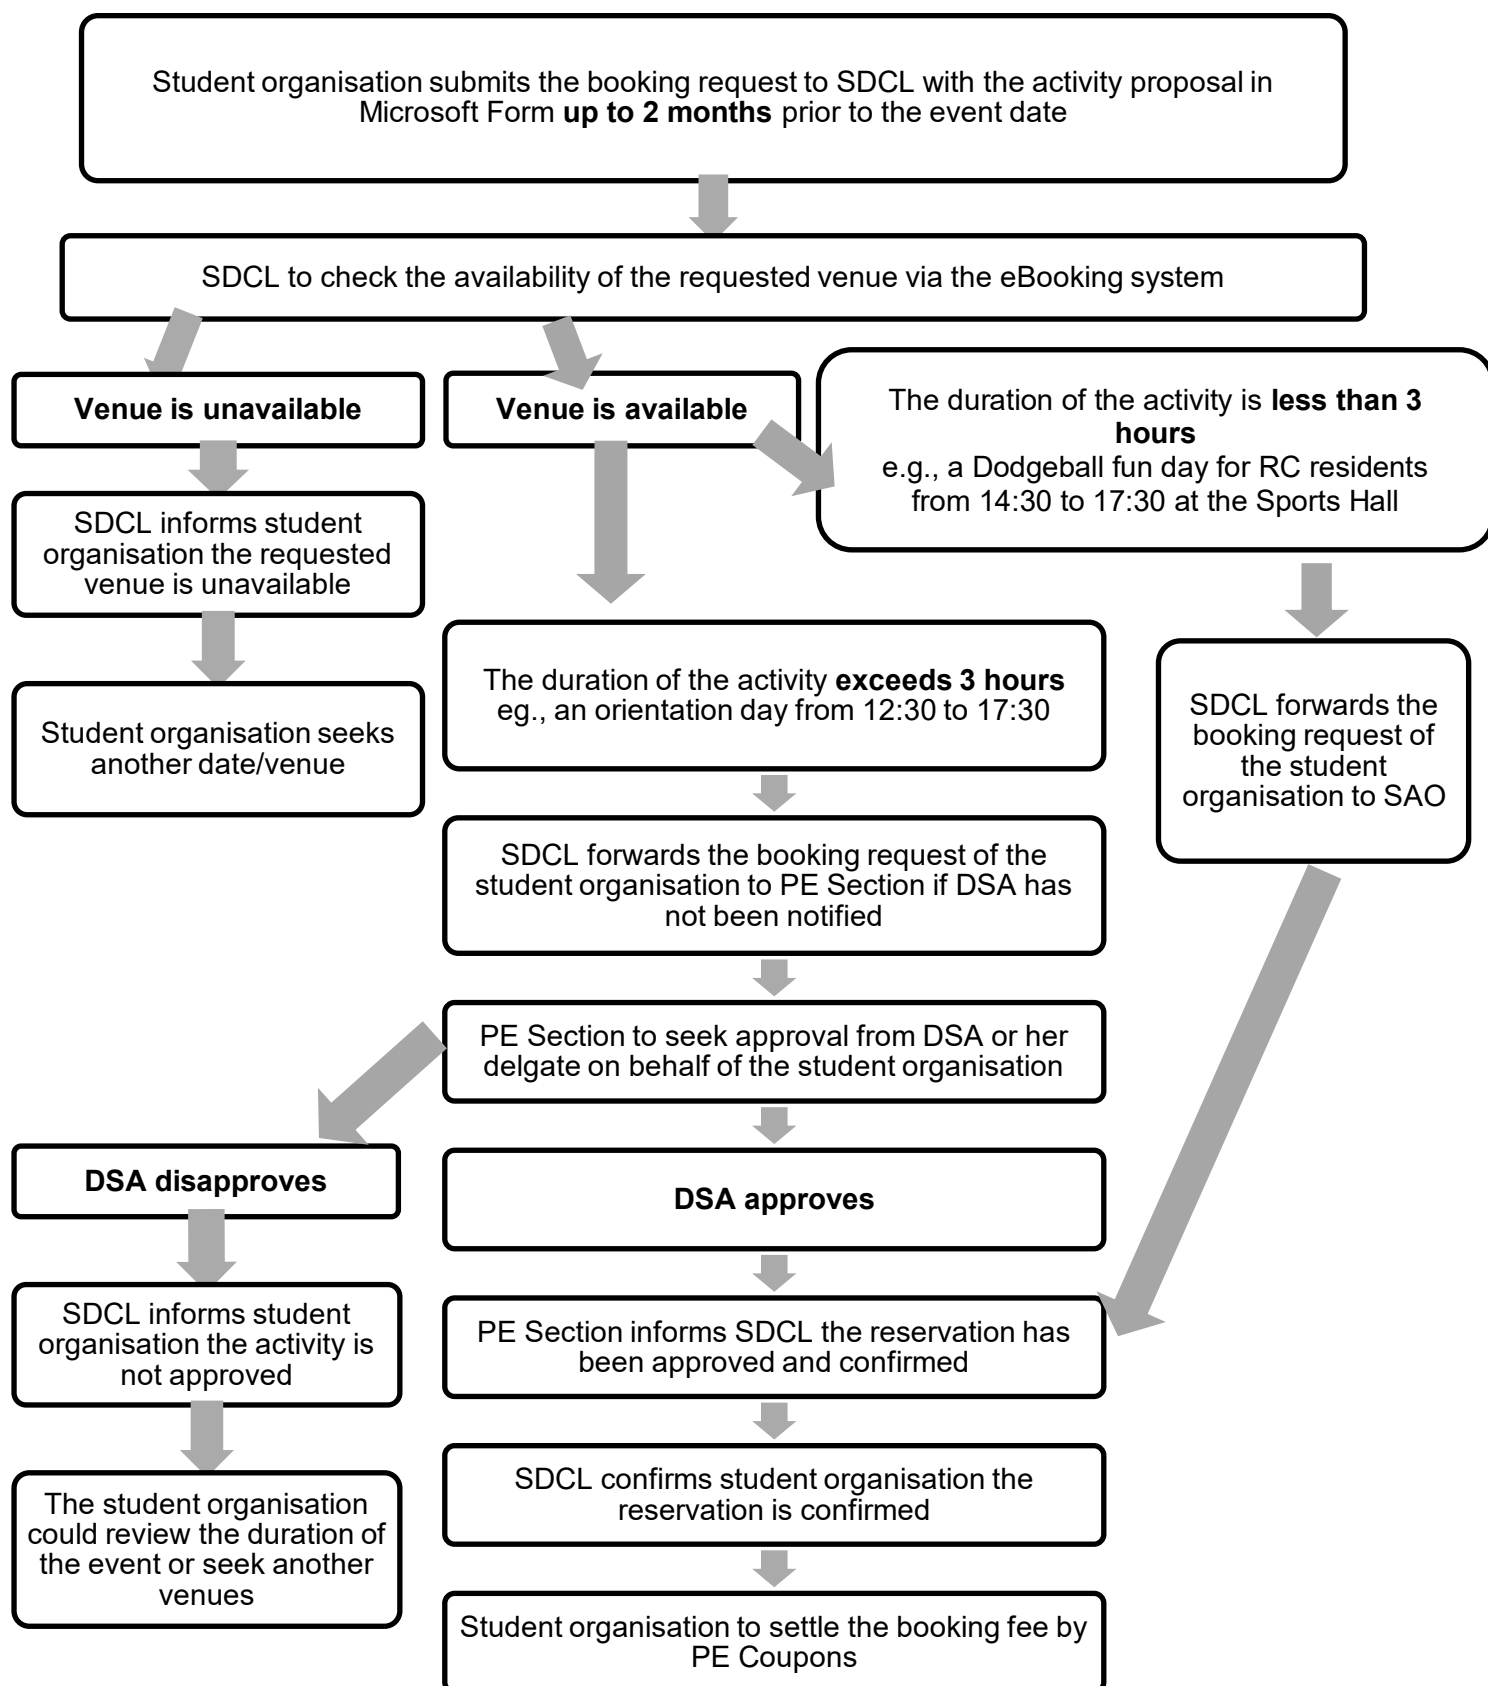 Student organisation submits the booking request to SDCL with the activity proposal in
Microsoft Form up to 2 months prior to the event date
SDCL to check the availability of the requested venue via the eBooking system
Venue is unavailable
SDCL informs student
organisation the requested
venue is unavailable
Student organisation seeks
another date/venue
Venue is available
The duration of the activity is less than 3
hours
e.g., a Dodgeball fun day for RC residents
from 14:30 to 17:30 at the Sports Hall
SDCL forwards the
booking request of
the student
organisation to SAO
The duration of the activity exceeds 3 hours
eg., an orientation day from 12:30 to 17:30
SDCL forwards the booking request of the
student organisation to PE Section if DSA has
not been notified
PE Section to seek approval from DSA or her
delgate on behalf of the student organisation
DSA disapproves
SDCL informs student
organisation the activity is
not approved
The student organisation
could review the duration of
the event or seek another
venues
DSA approves
PE Section informs SDCL the reservation has
been approved and confirmed
SDCL confirms student organisation the
reservation is confirmed
Student organisation to settle the booking fee by
PE Coupons